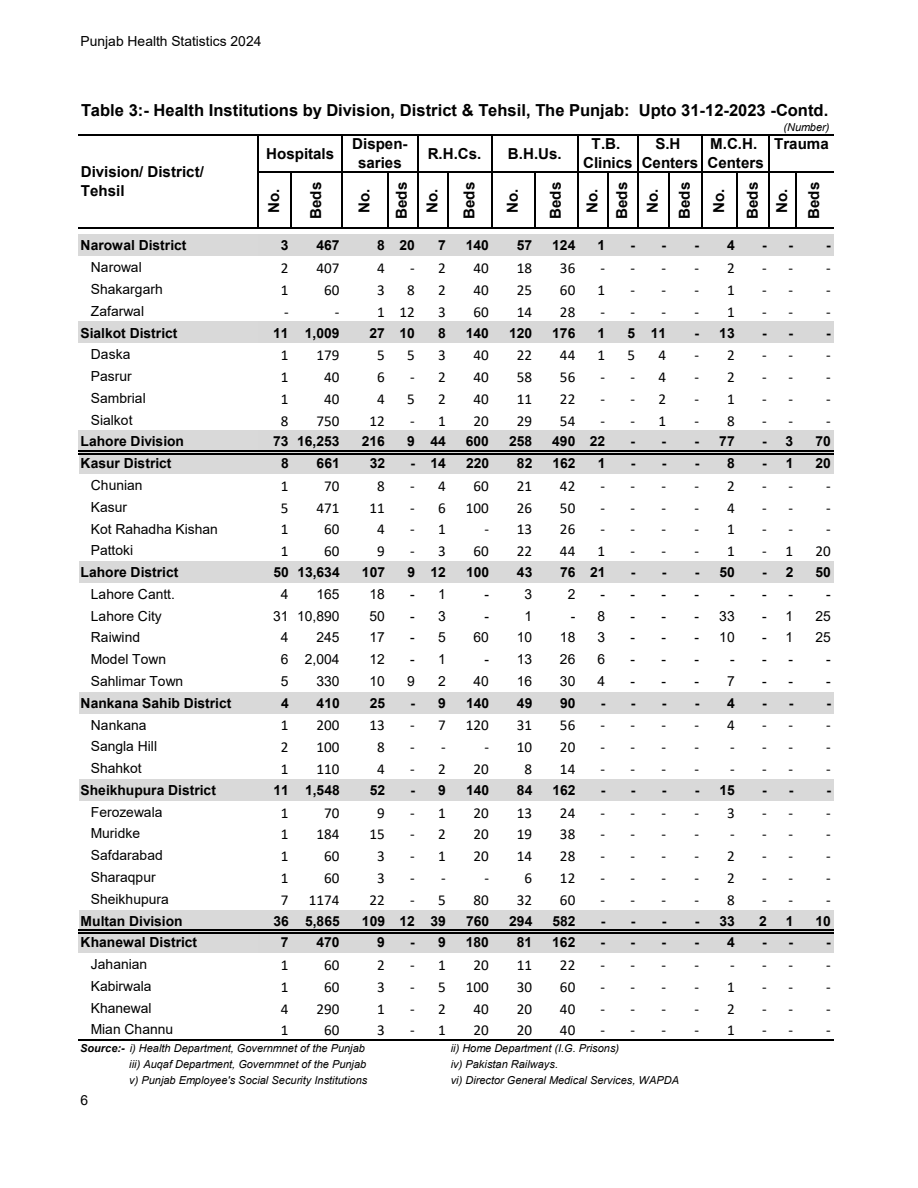 Punjab Health Statistics 2024
Table 3:- Health Institutions by Division, District & Tehsil, The Punjab: Upto 31-12-2023 -Contd.
(Number)
Division/ District/ Tehsil Hospitals Dispen-saries R.H.Cs. B.H.Us. T.B. Clinics S.H Centers M.C.H. Centers Trauma
No. Beds No. Beds No. Beds No. Beds No. Beds No. Beds No. Beds No. Beds
Narowal District 3 467 8 20 7 140 57 124 1 - - - 4 - - -
Narowal 2 407 4 - 2 40 18 36 - - - - 2 - - -
Shakargarh 1 60 3 8 2 40 25 60 1 - - - 1 - - -
Zafarwal - - 1 12 3 60 14 28 - - - - 1 - - -
Sialkot District 11 1,009 27 10 8 140 120 176 1 5 11 - 13 - - -
Daska 1 179 5 5 3 40 22 44 1 5 4 - 2 - - -
Pasrur 1 40 6 - 2 40 58 56 - - 4 - 2 - - -
Sambrial 1 40 4 5 2 40 11 22 - - 2 - 1 - - -
Sialkot 8 750 12 - 1 20 29 54 - - 1 - 8 - - -
Lahore Division 73 16,253 216 9 44 600 258 490 22 - - - 77 - 3 70
Kasur District 8 661 32 - 14 220 82 162 1 - - - 8 - 1 20
Chunian 1 70 8 - 4 60 21 42 - - - - 2 - - -
Kasur 5 471 11 - 6 100 26 50 - - - - 4 - - -
Kot Rahadha Kishan 1 60 4 - 1 - 13 26 - - - - 1 - - -
Pattoki 1 60 9 - 3 60 22 44 1 - - - 1 - 1 20
Lahore District 50 13,634 107 9 12 100 43 76 21 - - - 50 - 2 50
Lahore Cantt. 4 165 18 - 1 - 3 2 - - - - - - - -
Lahore City 31 10,890 50 - 3 - 1 - 8 - - - 33 - 1 25
Raiwind 4 245 17 - 5 60 10 18 3 - - - 10 - 1 25
Model Town 6 2,004 12 - 1 - 13 26 6 - - - - - - -
Sahlimar Town 5 330 10 9 2 40 16 30 4 - - - 7 - - -
Nankana Sahib District 4 410 25 - 9 140 49 90 - - - - 4 - - -
Nankana 1 200 13 - 7 120 31 56 - - - - 4 - - -
Sangla Hill 2 100 8 - - - 10 20 - - - - - - - -
Shahkot 1 110 4 - 2 20 8 14 - - - - - - - -
Sheikhupura District 11 1,548 52 - 9 140 84 162 - - - - 15 - - -
Ferozewala 1 70 9 - 1 20 13 24 - - - - 3 - - -
Muridke 1 184 15 - 2 20 19 38 - - - - - - - -
Safdarabad 1 60 3 - 1 20 14 28 - - - - 2 - - -
Sharaqpur 1 60 3 - - - 6 12 - - - - 2 - - -
Sheikhupura 7 1174 22 - 5 80 32 60 - - - - 8 - - -
Multan Division 36 5,865 109 12 39 760 294 582 - - - - 33 2 1 10
Khanewal District 7 470 9 - 9 180 81 162 - - - - 4 - - -
Jahanian 1 60 2 - 1 20 11 22 - - - - - - - -
Kabirwala 1 60 3 - 5 100 30 60 - - - - 1 - - -
Khanewal 4 290 1 - 2 40 20 40 - - - - 2 - - -
Mian Channu 1 60 3 - 1 20 20 40 - - - - 1 - - -
Source:- i) Health Department, Governmnet of the Punjab ii) Home Department (I.G. Prisons)
iii) Auqaf Department, Governmnet of the Punjab iv) Pakistan Railways.
v) Punjab Employee's Social Security Institutions vi) Director General Medical Services, WAPDA
6